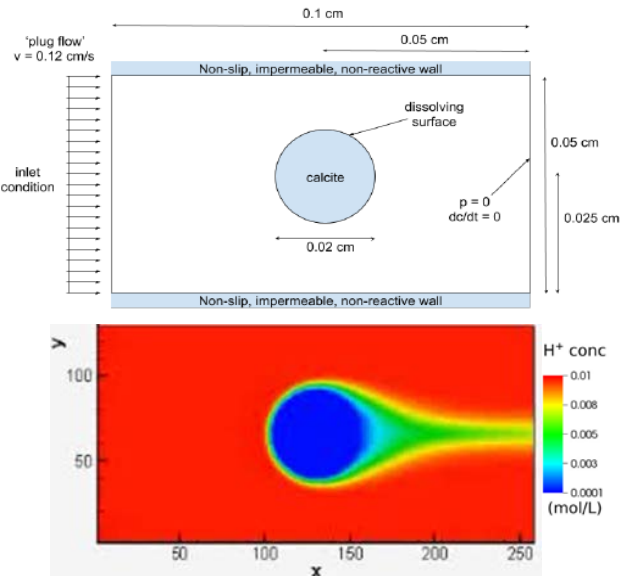 0.1 cm
'plug flow'
v = 0.12 cm/s
0.05 cm
Non-slip, impermeable, non-reactive wall
dissolving
surface
0.05 cm
inlet
condition
calcite
p = 0
dc/dt = 0
0.025 cm
0.02 cm
Non-slip, impermeable, non-reactive wall
y
H⁺ conc
100
0.01
0.008
0.005
50
0.003
0.0001
(mol/L)
50
100
150
200
250
x